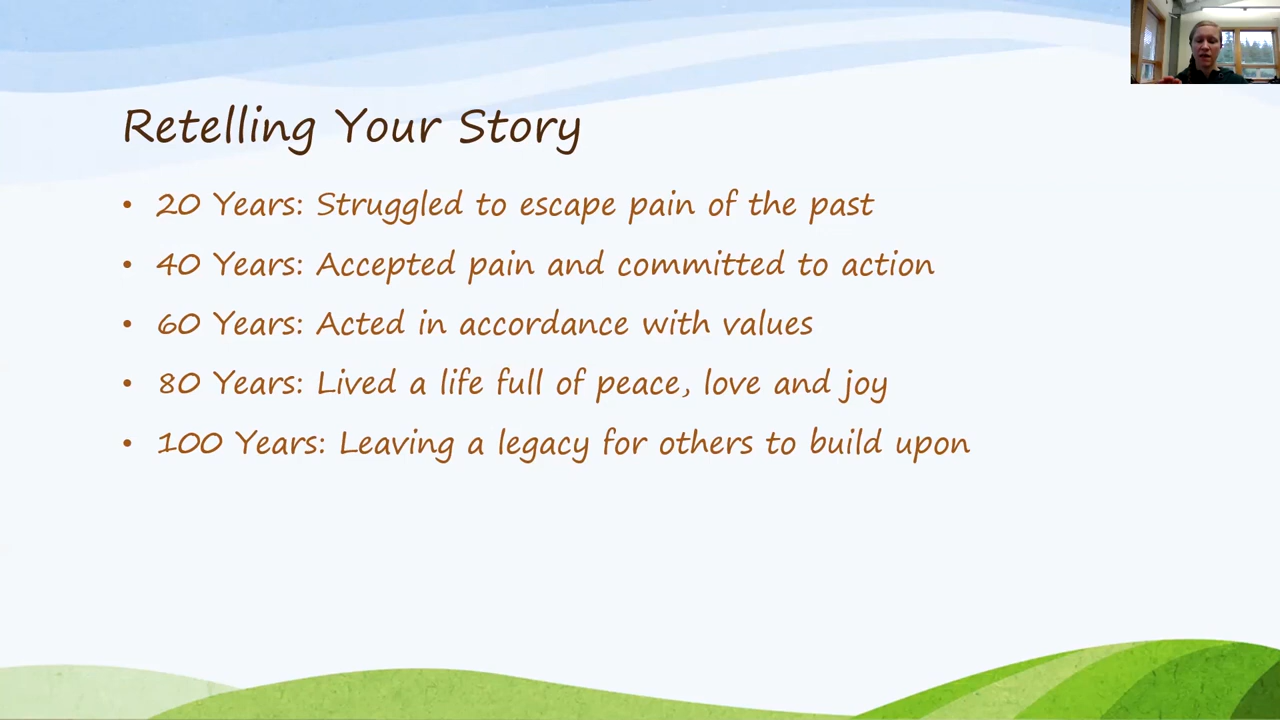 Retelling Your Story
• 20 Years: Struggled to escape pain of the past
• 40 Years: Accepted pain and committed to action
• 60 Years: Acted in accordance with values
• 80 Years: Lived a life full of peace, love and joy
• 100 Years: Leaving a legacy for others to build upon